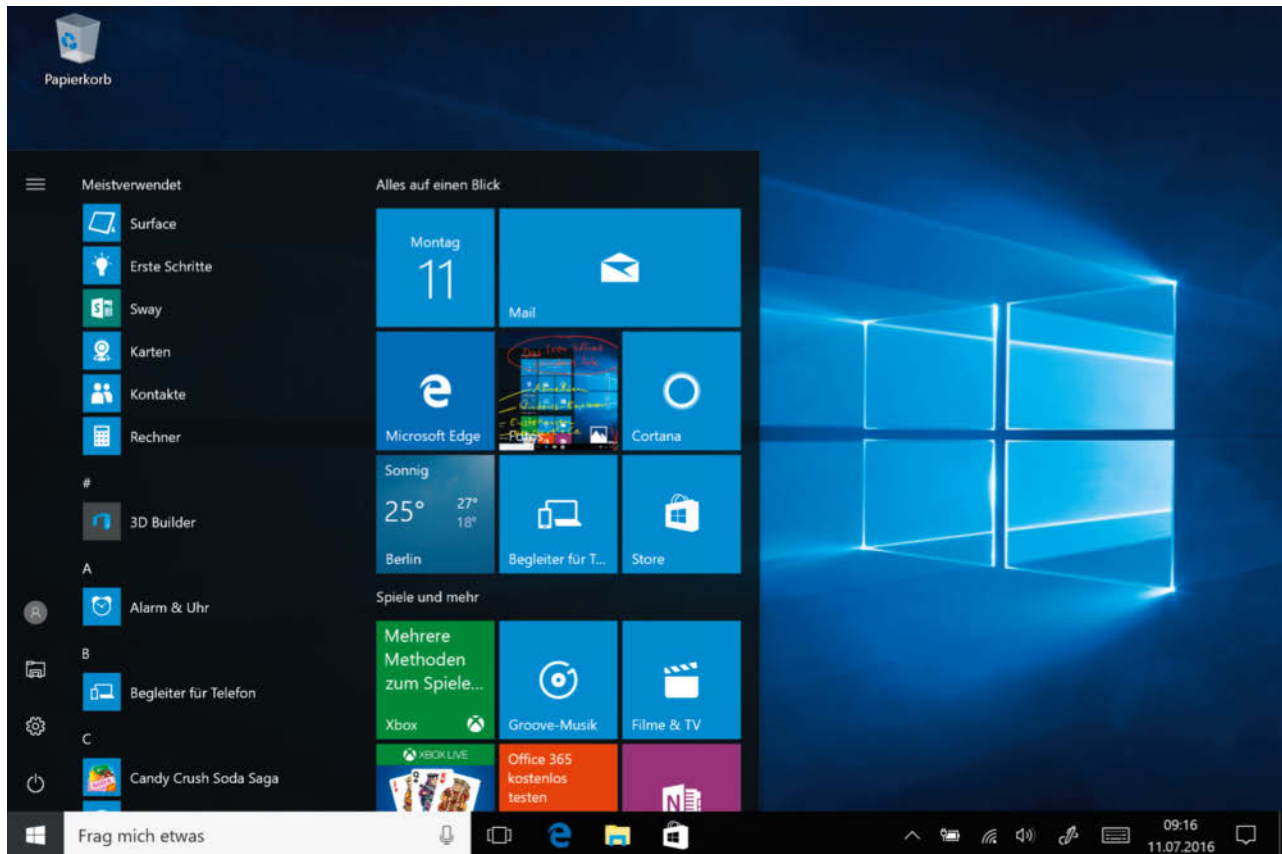 Papierkorb
Meistverwendet
Surface
Erste Schritte
Sway
Karten
Kontakte
Rechner
#
3D Builder
A
Alarm & Uhr
B
Begleiter für Telefon
C
Candy Crush Soda Saga
Alles auf einen Blick
Montag
11
Mail
Microsoft Edge
Fotos
Cortana
Sonnig
25° 27°
18°
Berlin
Begleiter für T...
Store
Spiele und mehr
Mehrere
Methoden
zum Spiele...
Xbox
Groove-Musik
Filme & TV
XBOX LIVE
Office 365
kostenlos
testen
Frag mich etwas
09:16
11.07.2016